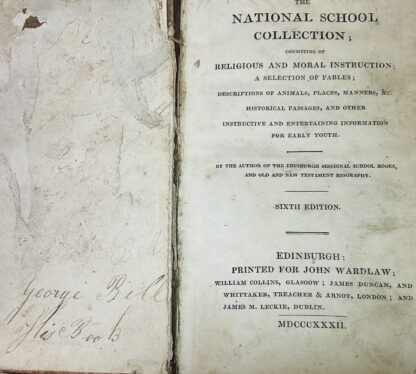 George Bell
His Book
THE
NATIONAL SCHOOL
COLLECTION;
CONSISTING OF
RELIGIOUS AND MORAL INSTRUCTION;
A SELECTION OF FABLES;
DESCRIPTIONS OF ANIMALS, PLACES, MANNERS, &C.
HISTORICAL PASSAGES, AND OTHER
INSTRUCTIVE AND ENTERTAINING INFORMATION
FOR EARLY YOUTH.
BY THE AUTHOR OF THE EDINBURGH SESSIONAL SCHOOL BOOKS,
AND OLD AND NEW TESTAMENT BIOGRAPHY.
SIXTH EDITION.
EDINBURGH:
PRINTED FOR JOHN WARDLAW;
WILLIAM COLLINS, GLASGOW; JAMES DUNCAN, AND
WHITTAKER, TREACHER & ARNOT, LONDON; AND
JAMES M. LECKIE, DUBLIN.
MDCCCXXXII.